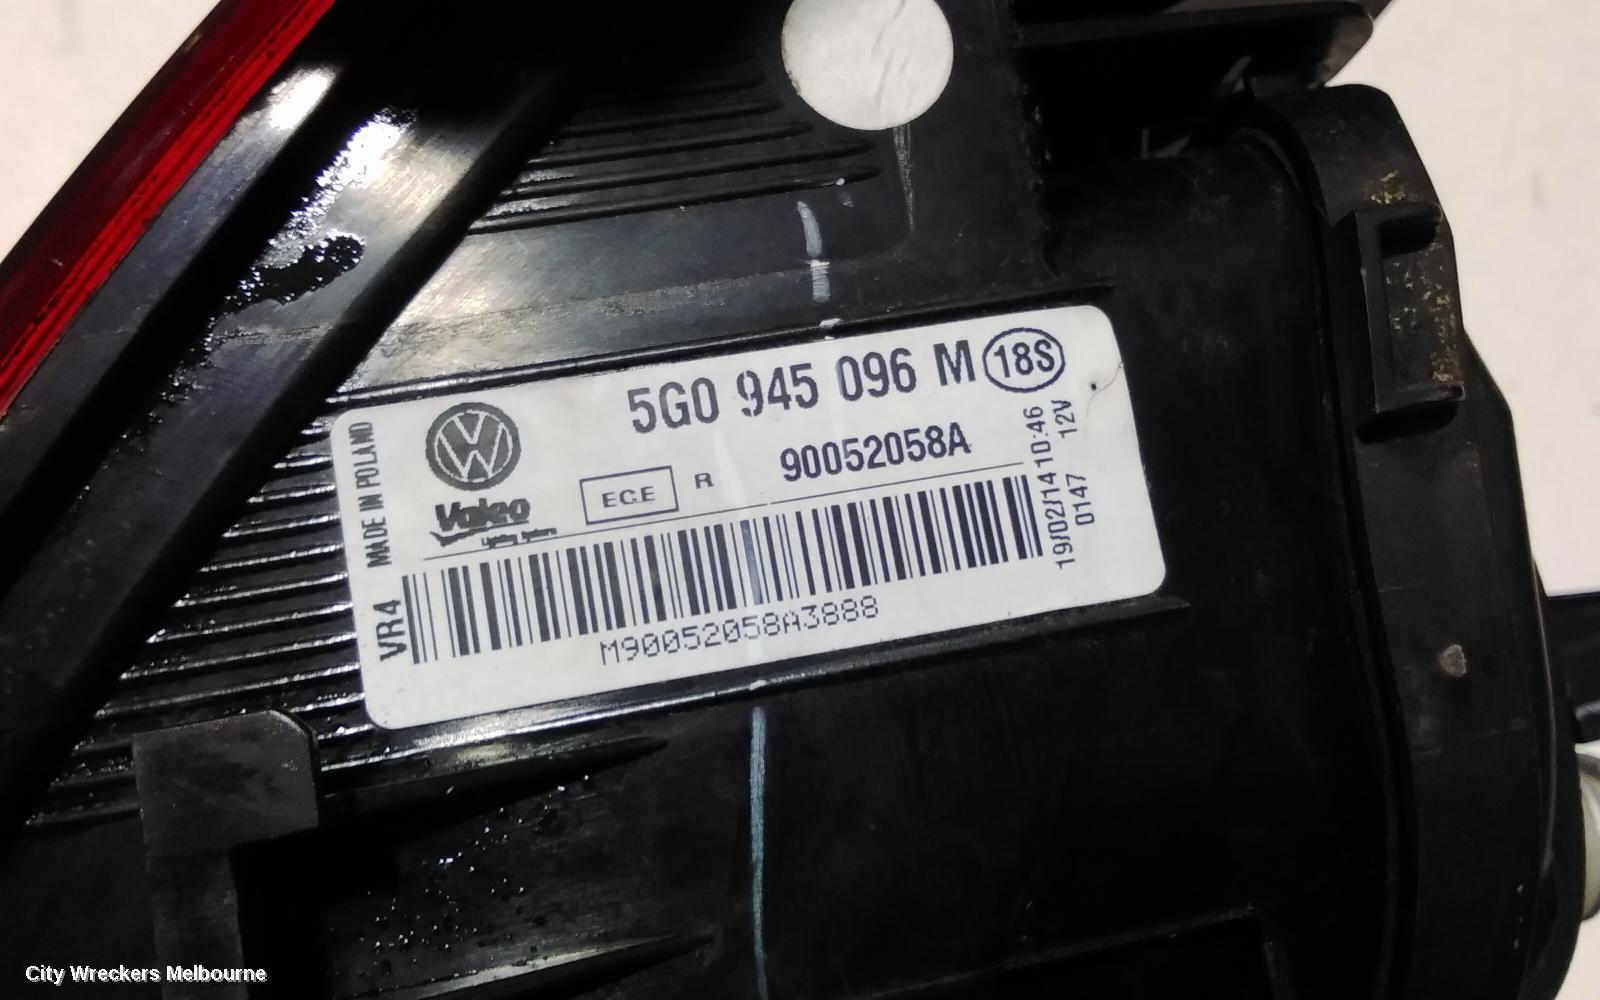 5G0 945 096 M 18S
MADE IN POLAND
Valeo
ECE R 90052058A
VR4
19/02/14 10:46
0147 12V
M90052058A3888
City Wreckers Melbourne